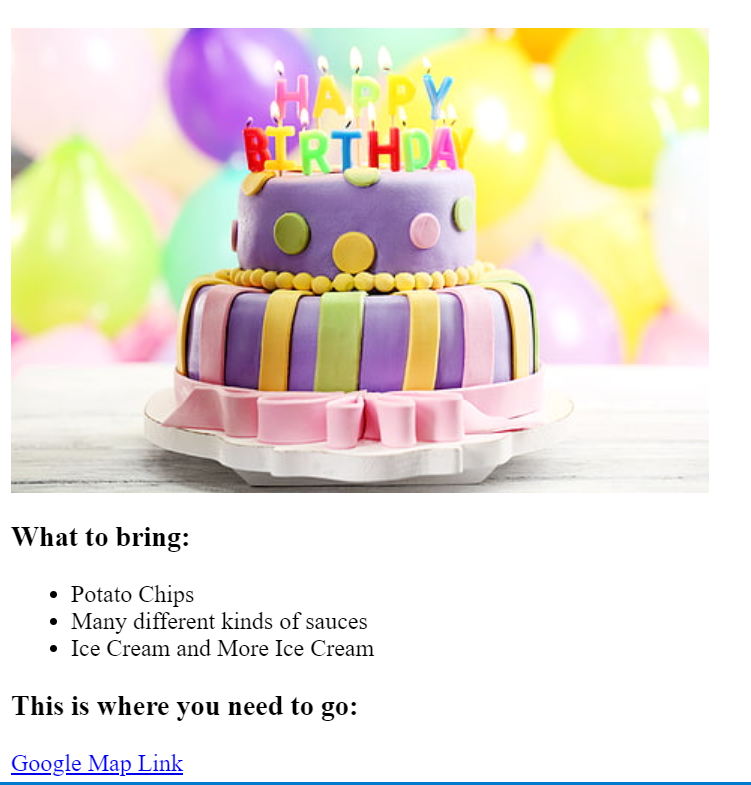 HAPPY
BIRTHDAY
What to bring:
Potato Chips
Many different kinds of sauces
Ice Cream and More Ice Cream
This is where you need to go:
Google Map Link